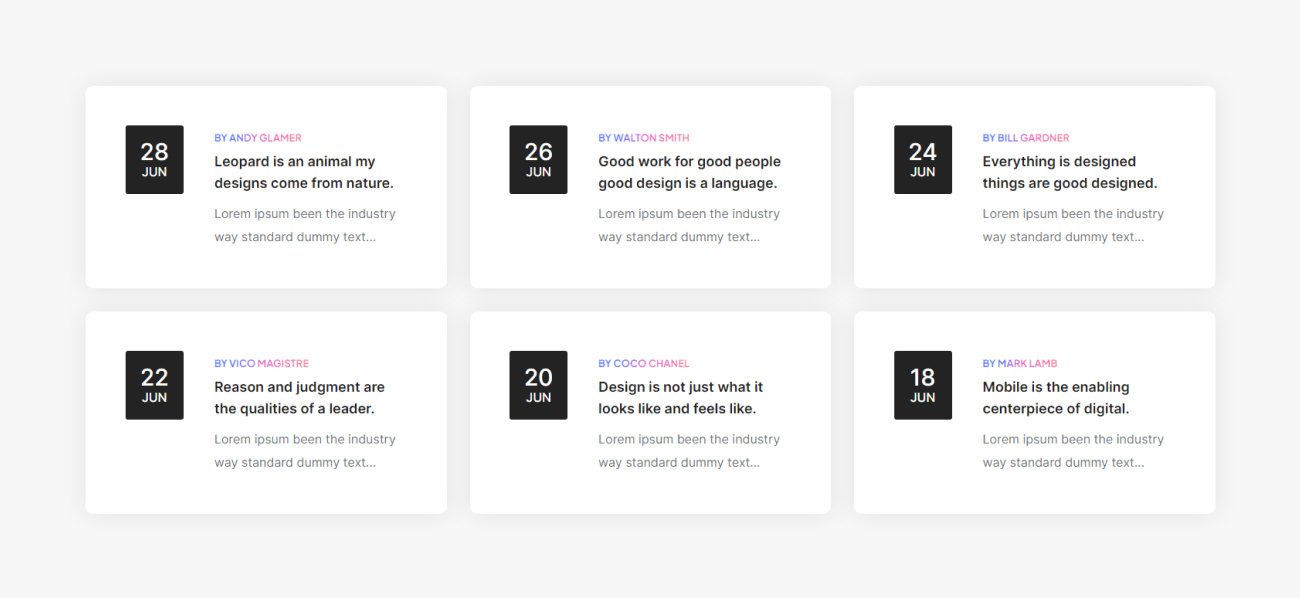 28
JUN
BY ANDY GLAMER
Leopard is an animal my
designs come from nature.
Lorem ipsum been the industry
way standard dummy text...
26
JUN
BY WALTON SMITH
Good work for good people
good design is a language.
Lorem ipsum been the industry
way standard dummy text...
24
JUN
BY BILL GARDNER
Everything is designed
things are good designed.
Lorem ipsum been the industry
way standard dummy text...
22
JUN
BY VICO MAGISTRE
Reason and judgment are
the qualities of a leader.
Lorem ipsum been the industry
way standard dummy text...
20
JUN
BY COCO CHANEL
Design is not just what it
looks like and feels like.
Lorem ipsum been the industry
way standard dummy text...
18
JUN
BY MARK LAMB
Mobile is the enabling
centerpiece of digital.
Lorem ipsum been the industry
way standard dummy text...